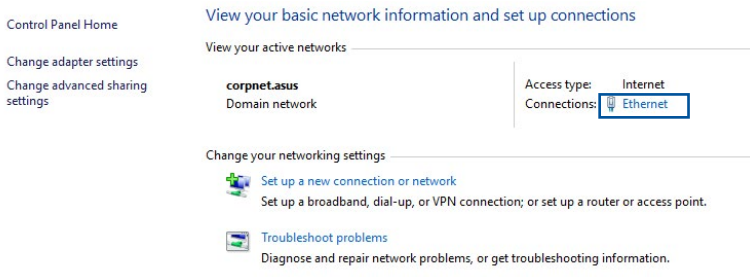 Control Panel Home
Change adapter settings
Change advanced sharing
settings
View your basic network information and set up connections
View your active networks
corpnet.asus
Domain network
Access type: Internet
Connections: Ethernet
Change your networking settings
Set up a new connection or network
Set up a broadband, dial-up, or VPN connection; or set up a router or access point.
Troubleshoot problems
Diagnose and repair network problems, or get troubleshooting information.